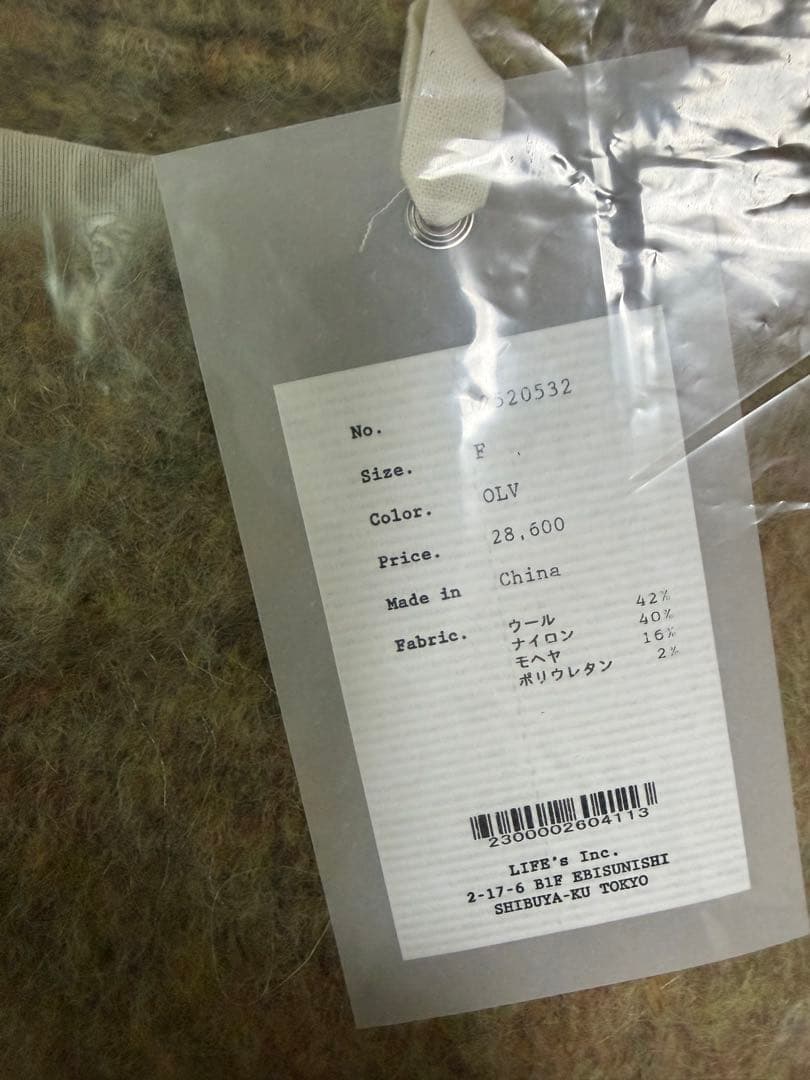 No. 520532
Size. F
Color. OLV
Price. 28,600
Made in China
Fabric. ウール 42%
ナイロン 40%
モヘヤ 16%
ポリウレタン 2%
2300002604113
LIFE's Inc.
2-17-6 B1F EBISUNISHI
SHIBUYA-KU TOKYO